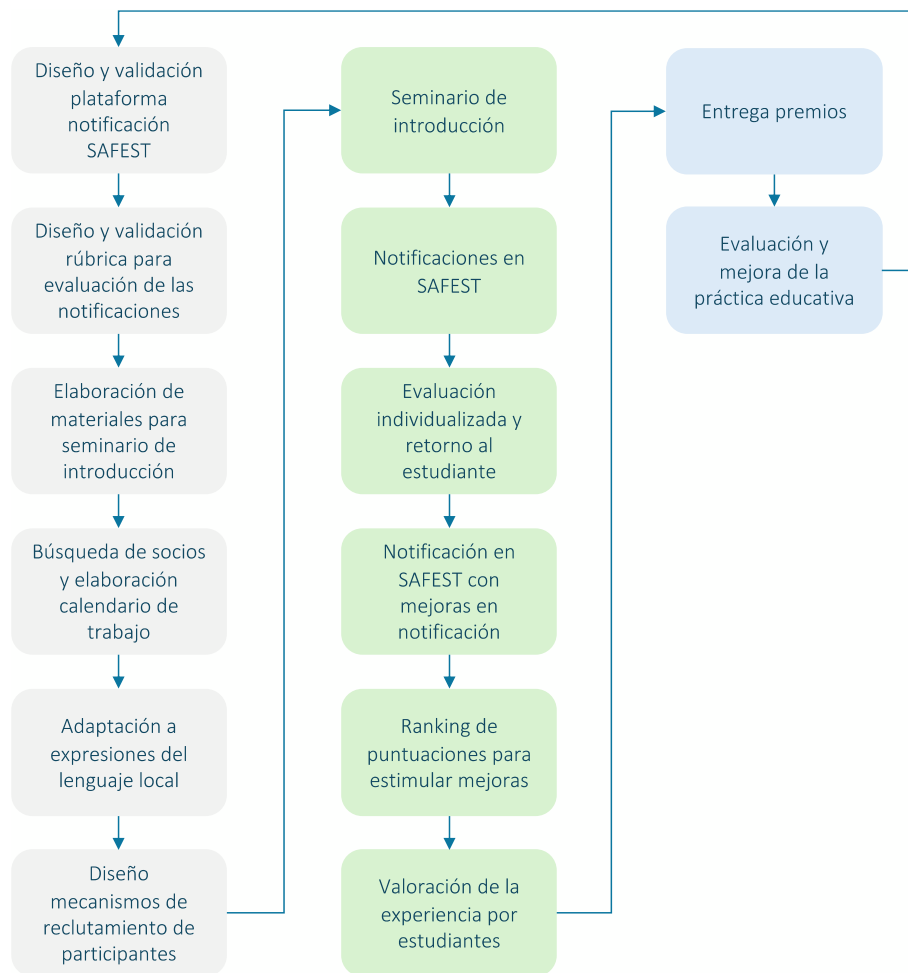 Diseño y validación
plataforma
notificación
SAFEST
Diseño y validación
rúbrica para
evaluación de las
notificaciones
Elaboración de
materiales para
seminario de
introducción
Búsqueda de socios
y elaboración
calendario de
trabajo
Adaptación a
expresiones del
lenguaje local
Diseño
mecanismos de
reclutamiento de
participantes
Seminario de
introducción
Notificaciones en
SAFEST
Evaluación
individualizada y
retorno al
estudiante
Notificación en
SAFEST con
mejoras en
notificación
Ranking de
puntuaciones para
estimular mejoras
Valoración de la
experiencia por
estudiantes
Entrega premios
Evaluación y
mejora de la
práctica educativa